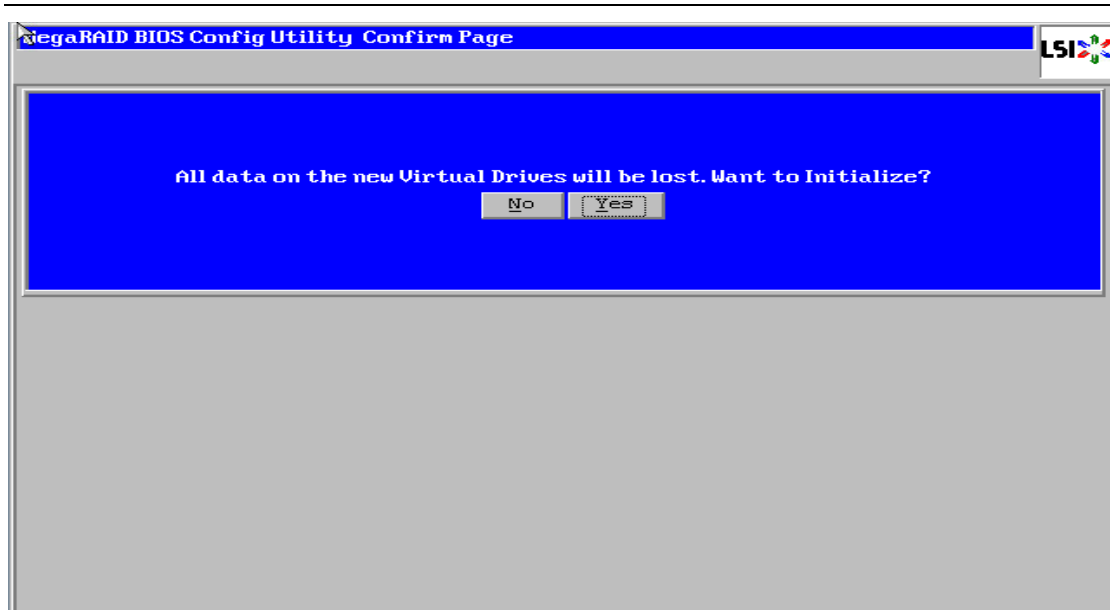 MegaRAID BIOS Config Utility Confirm Page
LSI
All data on the new Virtual Drives will be lost. Want to Initialize?
No Yes